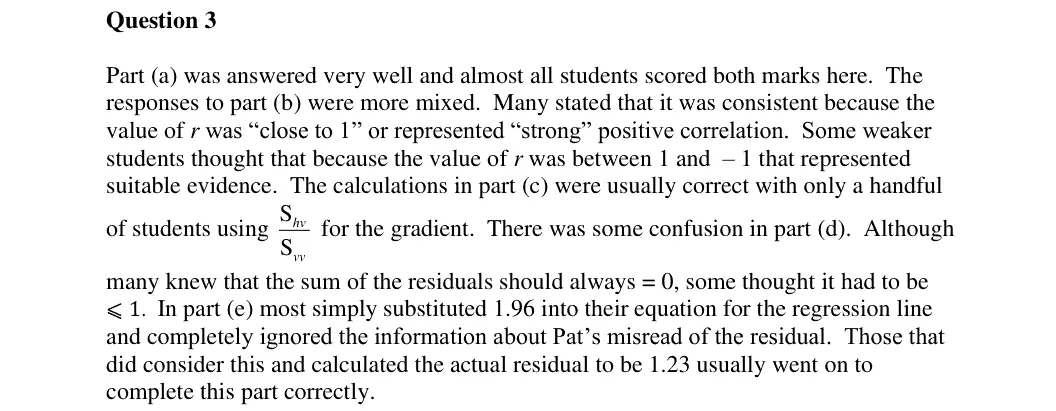 Question 3
Part (a) was answered very well and almost all students scored both marks here. The
responses to part (b) were more mixed. Many stated that it was consistent because the
value of r was “close to 1” or represented “strong” positive correlation. Some weaker
students thought that because the value of r was between 1 and – 1 that represented
suitable evidence. The calculations in part (c) were usually correct with only a handful
of students using S_hv / S_vv for the gradient. There was some confusion in part (d). Although
many knew that the sum of the residuals should always = 0, some thought it had to be
⩽ 1. In part (e) most simply substituted 1.96 into their equation for the regression line
and completely ignored the information about Pat’s misread of the residual. Those that
did consider this and calculated the actual residual to be 1.23 usually went on to
complete this part correctly.